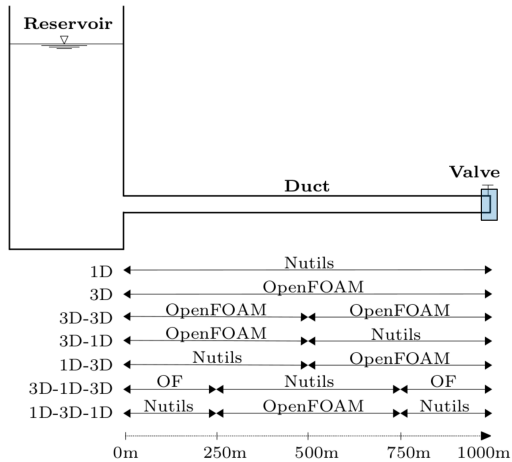 Reservoir
Valve
Duct
1D Nutils
3D OpenFOAM
3D-3D OpenFOAM OpenFOAM
3D-1D OpenFOAM Nutils
1D-3D Nutils OpenFOAM
3D-1D-3D OF Nutils OF
1D-3D-1D Nutils OpenFOAM Nutils
0m 250m 500m 750m 1000m